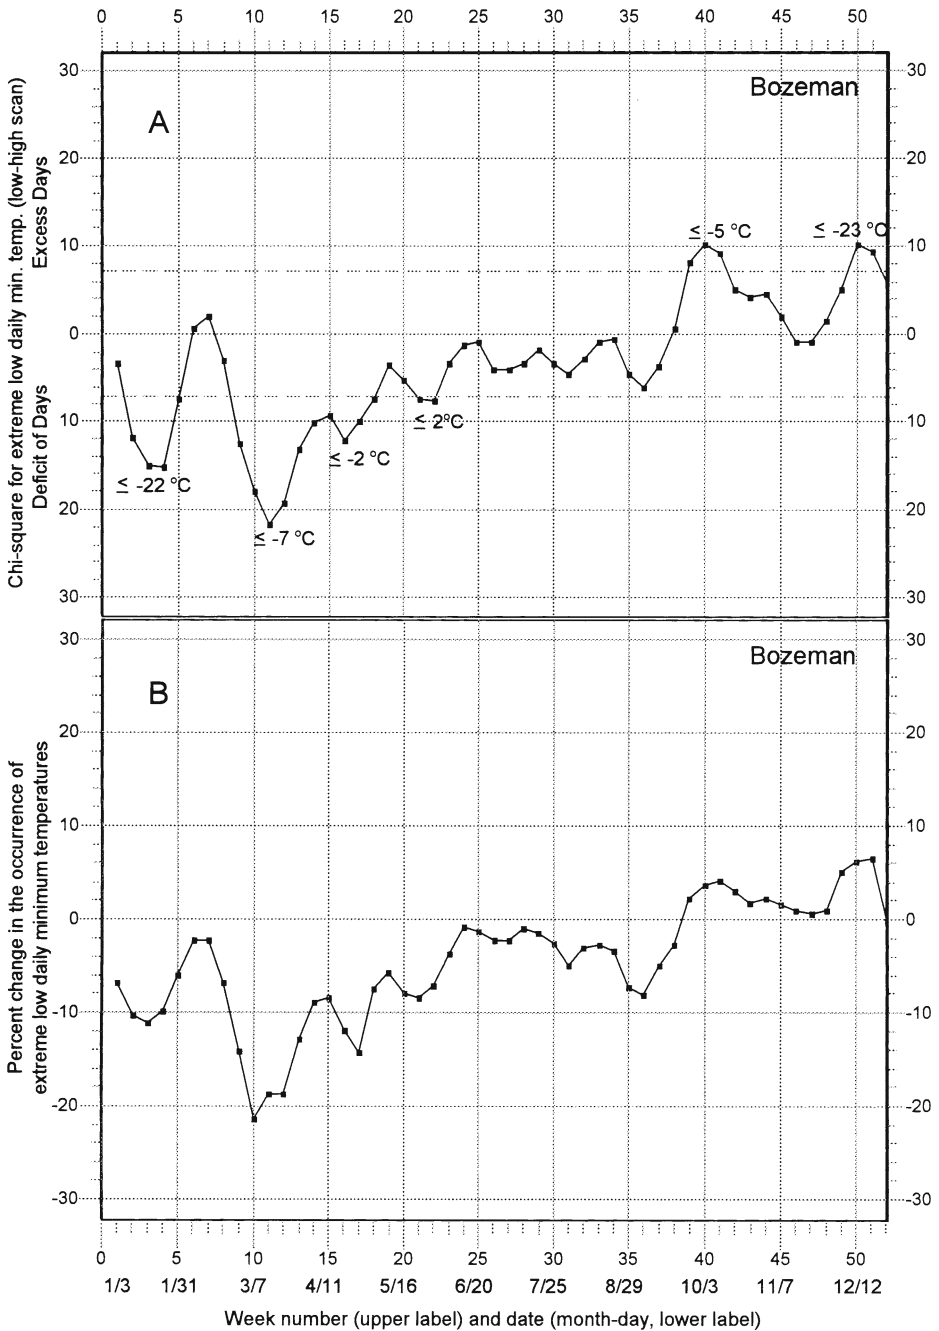 0 5 10 15 20 25 30 35 40 45 50
30 30
Bozeman
A
20 20
≤ -5 °C ≤ -23 °C
10 10
0 0
10 10
≤ 2°C
≤ -2 °C
≤ -22 °C
20 20
≤ -7 °C
30 30
Chi-square for extreme low daily min. temp. (low-high scan)
Deficit of Days Excess Days
30 30
Bozeman
B
20 20
10 10
0 0
-10 -10
-20 -20
-30 -30
Percent change in the occurrence of
extreme low daily minimum temperatures
0 5 10 15 20 25 30 35 40 45 50
1/3 1/31 3/7 4/11 5/16 6/20 7/25 8/29 10/3 11/7 12/12
Week number (upper label) and date (month-day, lower label)